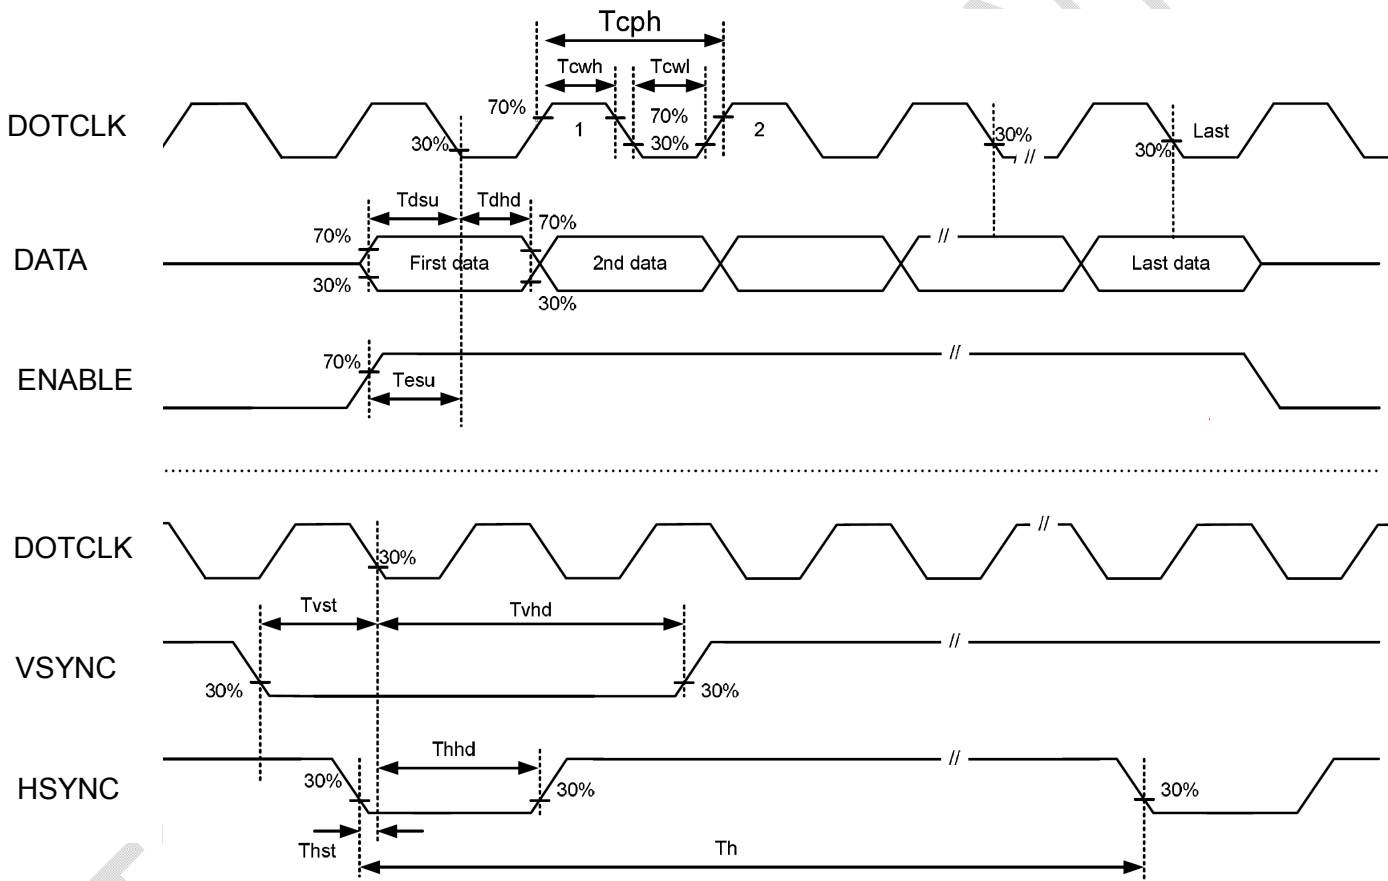 Tcph
Tcwh Tcwl
DOTCLK 70% 1 70% 2 30% Last
30% 30% 30%
//
Tdsu Tdhd
70% 70% //
DATA First data 2nd data Last data
30% 30%
70% //
ENABLE Tesu
DOTCLK 30% //
Tvst Tvhd
VSYNC //
30% 30%
Thhd //
HSYNC 30% 30% 30%
Thst Th